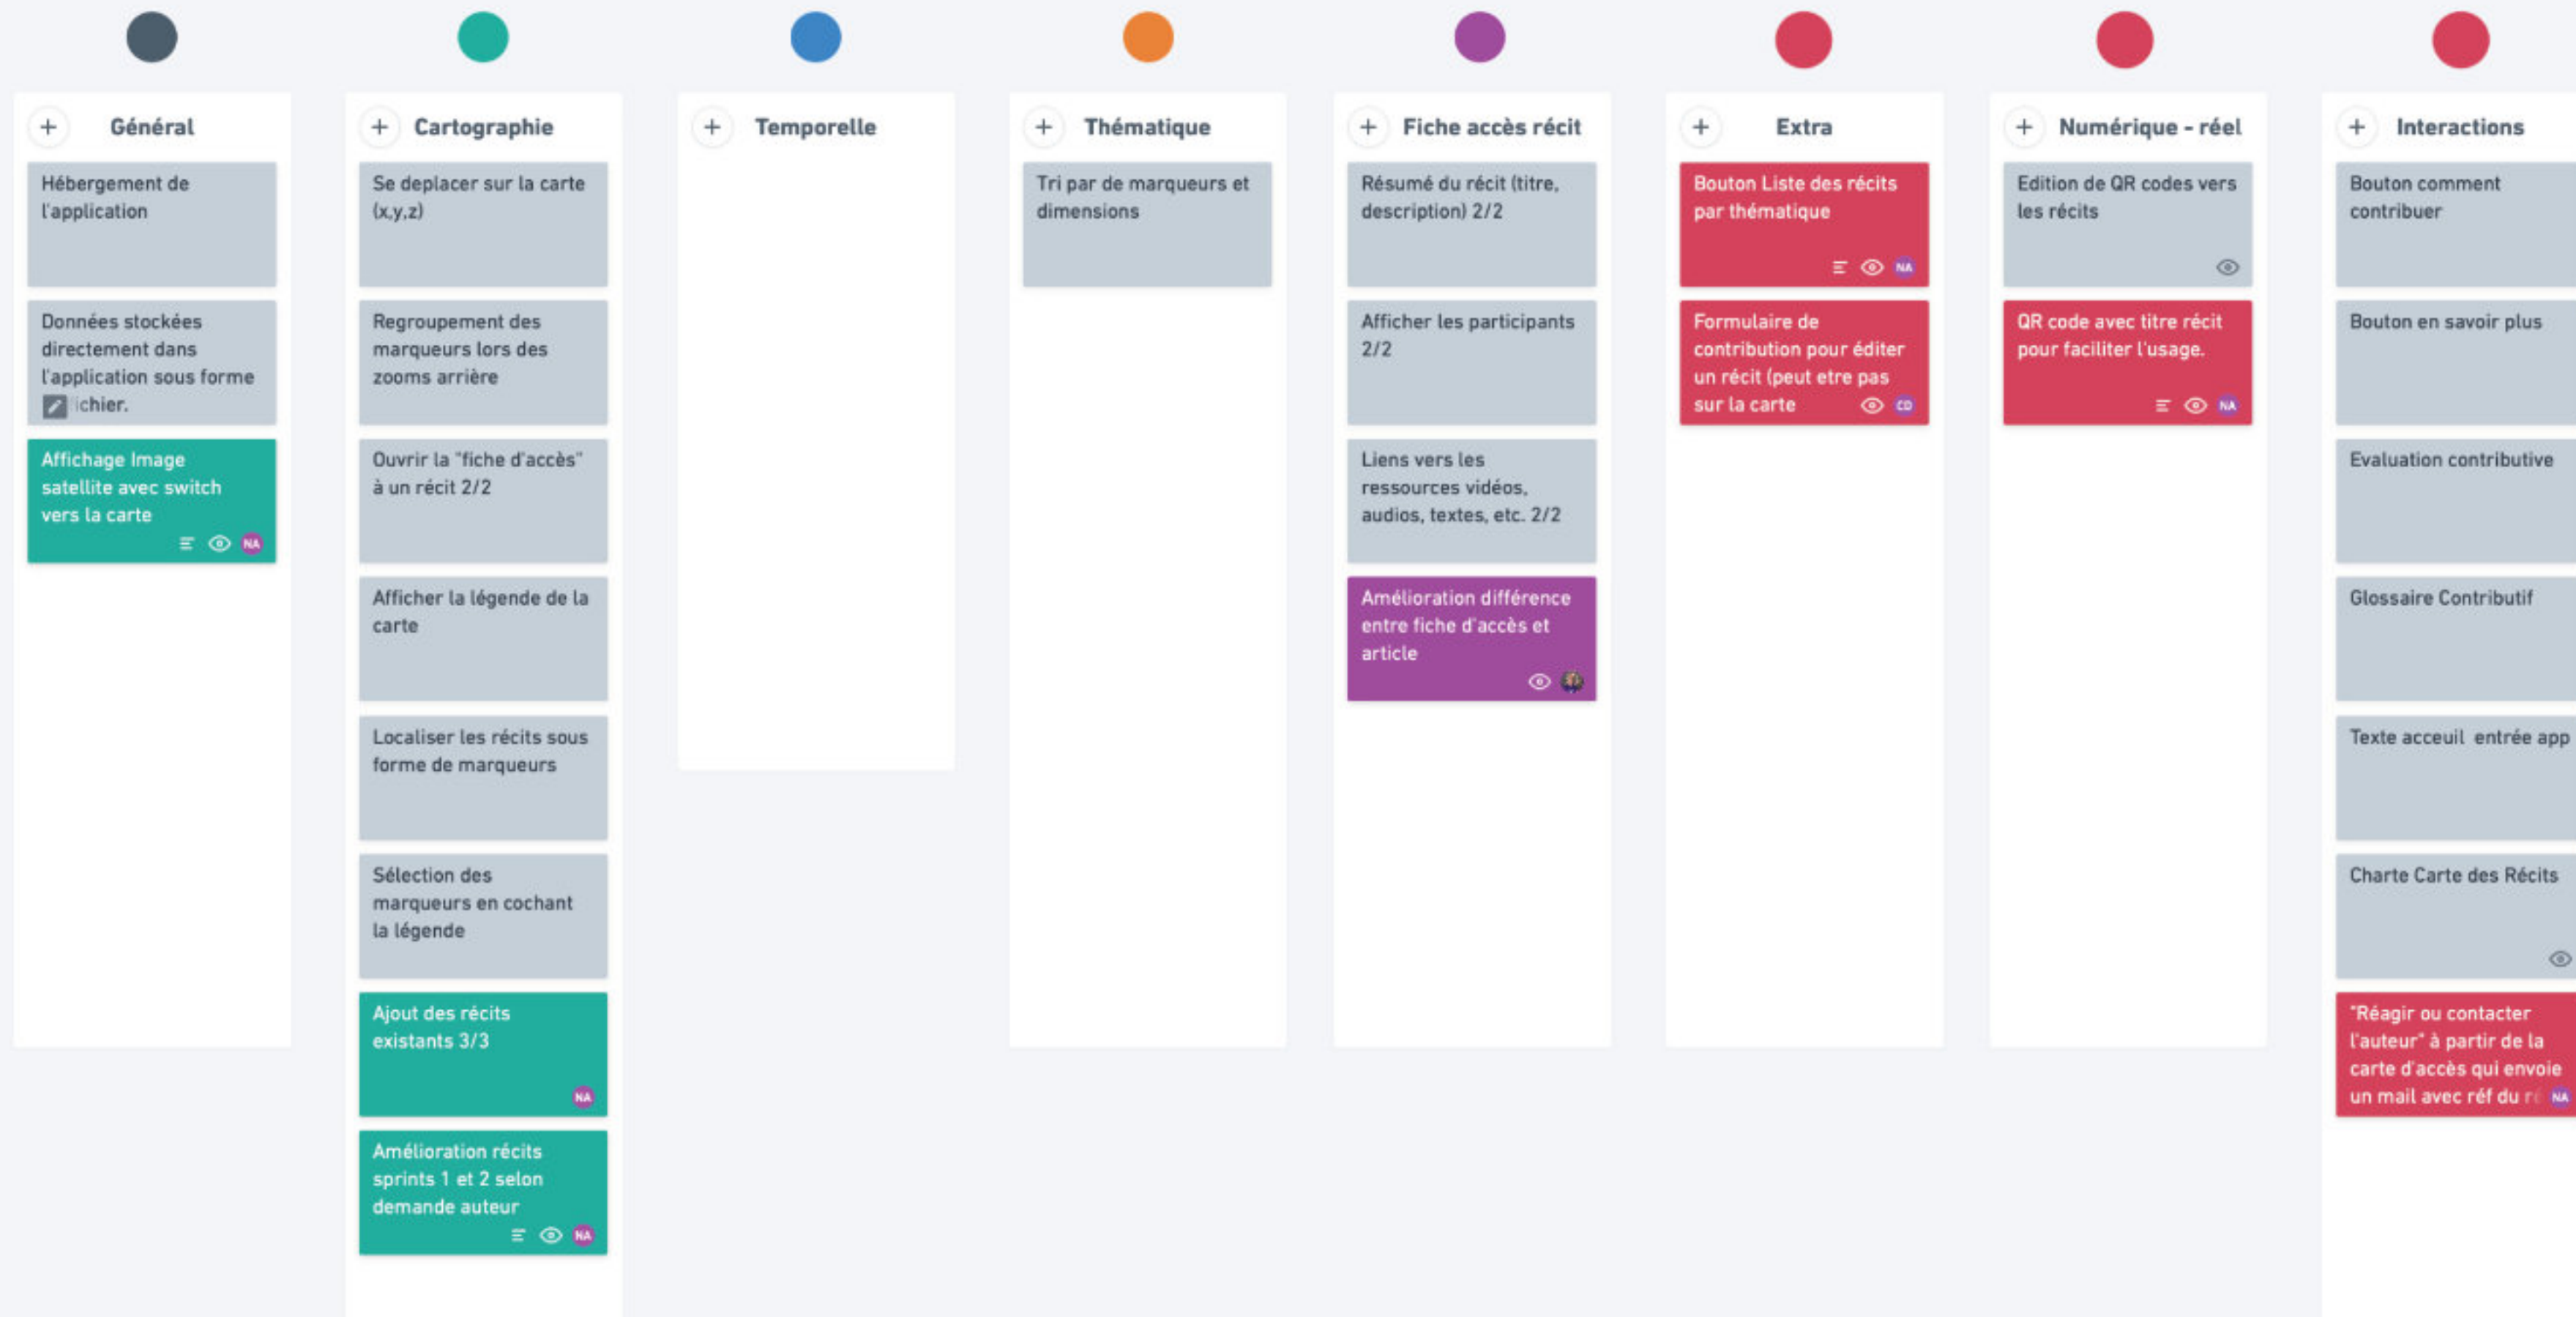 Général
Hébergement de
l'application
Données stockées
directement dans
l'application sous forme
ichier.
Affichage Image
satellite avec switch
vers la carte
NA
Cartographie
Se deplacer sur la carte
(x,y,z)
Regroupement des
marqueurs lors des
zooms arrière
Ouvrir la "fiche d'accès"
à un récit 2/2
Afficher la légende de la
carte
Localiser les récits sous
forme de marqueurs
Sélection des
marqueurs en cochant
la légende
Ajout des récits
existants 3/3
NA
Amélioration récits
sprints 1 et 2 selon
demande auteur
NA
Temporelle
Thématique
Tri par de marqueurs et
dimensions
Fiche accès récit
Résumé du récit (titre,
description) 2/2
Afficher les participants
2/2
Liens vers les
ressources vidéos,
audios, textes, etc. 2/2
Amélioration différence
entre fiche d'accès et
article
Extra
Bouton Liste des récits
par thématique
NA
Formulaire de
contribution pour éditer
un récit (peut etre pas
sur la carte
CD
Numérique - réel
Edition de QR codes vers
les récits
QR code avec titre récit
pour faciliter l'usage.
NA
Interactions
Bouton comment
contribuer
Bouton en savoir plus
Evaluation contributive
Glossaire Contributif
Texte acceuil entrée app
Charte Carte des Récits
"Réagir ou contacter
l'auteur" à partir de la
carte d'accès qui envoie
un mail avec réf du
NA